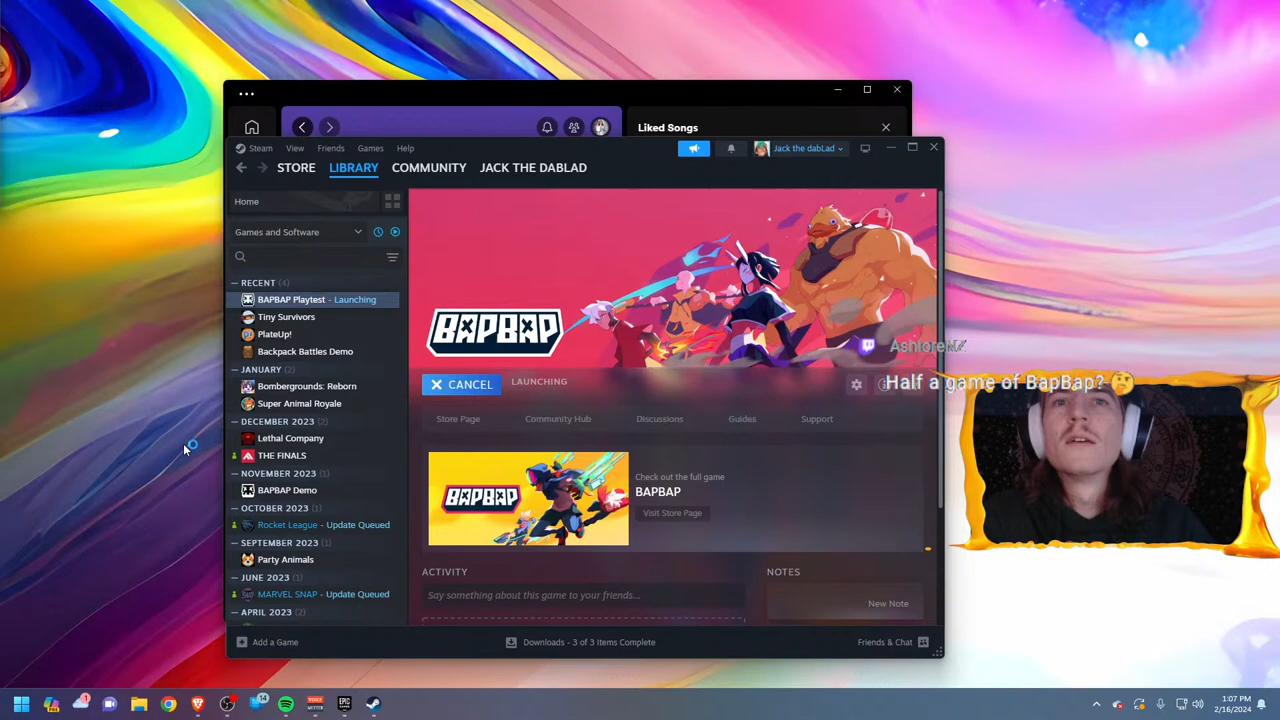 Liked Songs
Steam View Friends Games Help
Jack the dabLad
STORE LIBRARY COMMUNITY JACK THE DABLAD
Home
Games and Software
RECENT (4)
BAPBAP Playtest - Launching
Tiny Survivors
PlateUp!
Backpack Battles Demo
JANUARY (2)
Bombergrounds: Reborn
Super Animal Royale
DECEMBER 2023 (2)
Lethal Company
THE FINALS
NOVEMBER 2023 (1)
BAPBAP Demo
OCTOBER 2023 (1)
Rocket League - Update Queued
SEPTEMBER 2023 (1)
Party Animals
JUNE 2023 (1)
MARVEL SNAP - Update Queued
APRIL 2023 (2)
BAPBAP
CANCEL
LAUNCHING
Half a game of BapBap? 🤔
Store Page Community Hub Discussions Guides Support
BAPBAP
Check out the full game
BAPBAP
Visit Store Page
ACTIVITY
Say something about this game to your friends...
NOTES
New Note
Add a Game
Downloads - 3 of 3 Items Complete
Friends & Chat
1
14
VOICE
EPIC
1:07 PM
2/16/2024